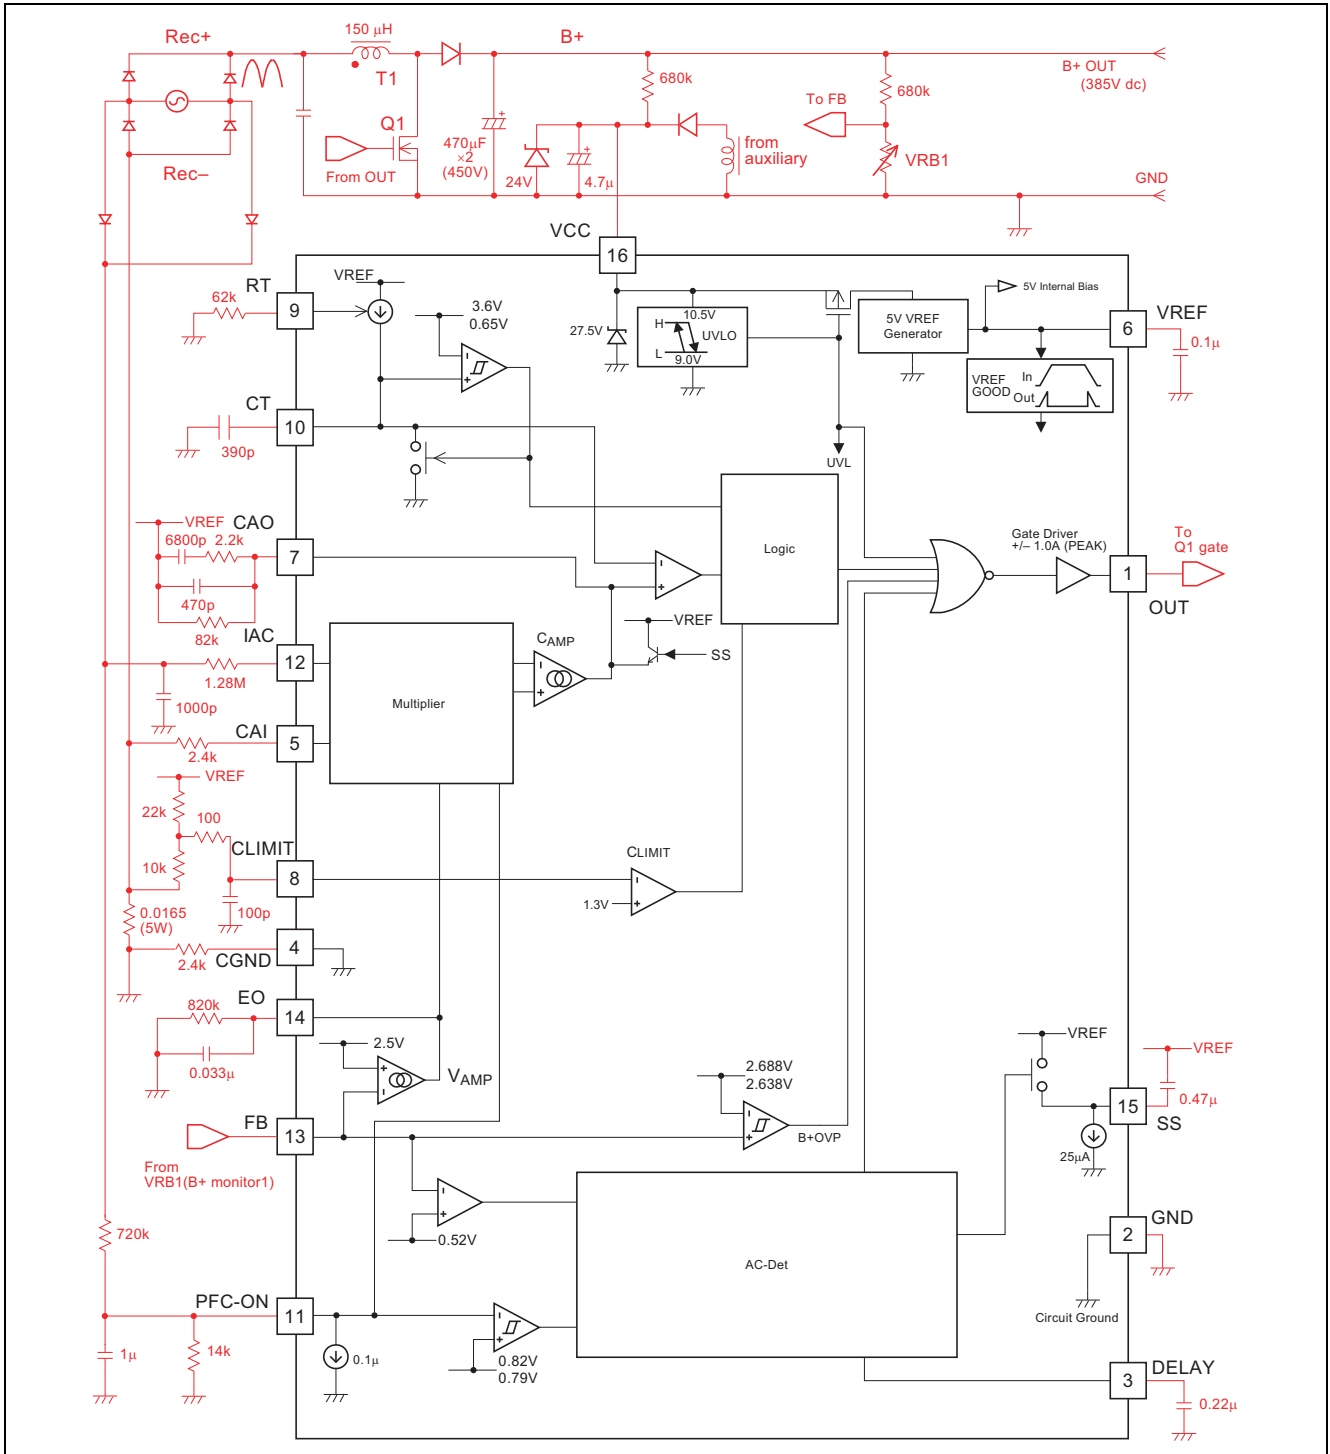 150 μH
Rec+
B+
T1
B+ OUT
(385V dc)
680k
680k
To FB
Q1
470μF
×2
(450V)
From OUT
from
auxiliary
VRB1
Rec–
24V
4.7μ
GND
VCC
16
RT
9
62k
VREF
3.6V
0.65V
27.5V
10.5V
H
UVLO
L
9.0V
5V VREF
Generator
5V Internal Bias
VREF
6
0.1μ
VREF
GOOD
In
Out
CT
10
390p
UVL
VREF
CAO
6800p
2.2k
7
470p
82k
Logic
Gate Driver
+/– 1.0A (PEAK)
To
Q1 gate
1
OUT
IAC
12
1.28M
1000p
Multiplier
CAMP
VREF
SS
CAI
5
2.4k
VREF
22k
100
CLIMIT
10k
8
100p
CLIMIT
1.3V
0.0165
(5W)
4
CGND
2.4k
EO
820k
14
0.033μ
2.5V
VAMP
2.688V
2.638V
B+OVP
VREF
VREF
0.47μ
15
SS
25μA
FB
13
From
VRB1(B+ monitor1)
0.52V
AC-Det
GND
2
Circuit Ground
720k
PFC-ON
11
1μ
14k
0.1μ
0.82V
0.79V
DELAY
3
0.22μ